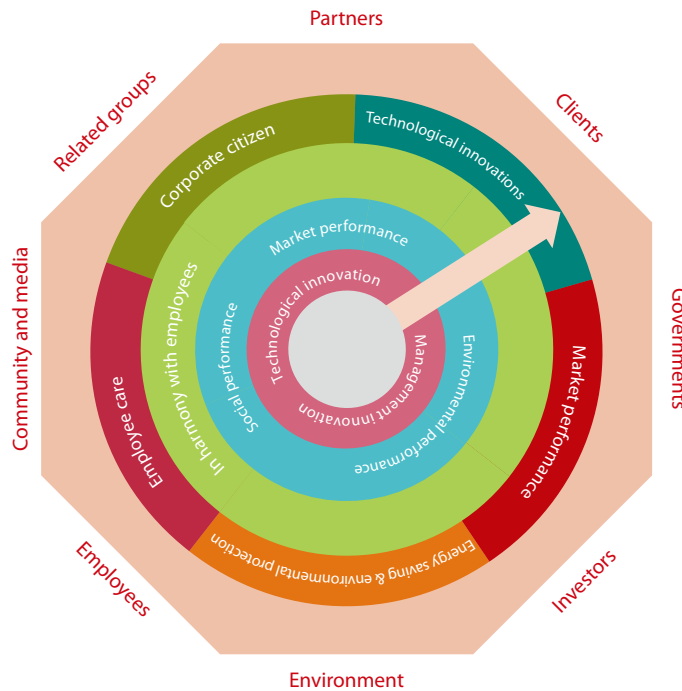 Partners
Clients
Governments
Investors
Environment
Employees
Community and media
Related groups
Corporate citizen
Technological innovations
Market performance
Energy saving & environmental protection
Employee care
In harmony with employees
Market performance
Environmental performance
Social performance
Technological innovation
Management innovation